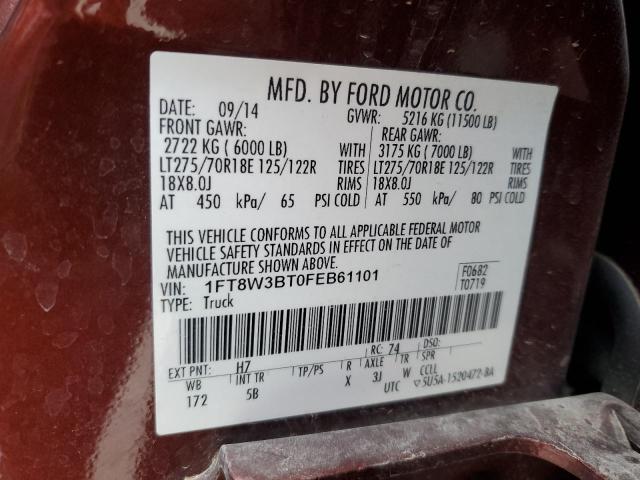 MFD. BY FORD MOTOR CO.
DATE: 09/14 GVWR: 5216 KG (11500 LB)
FRONT GAWR: REAR GAWR:
2722 KG ( 6000 LB) WITH 3175 KG ( 7000 LB) WITH
LT275/70R18E 125/122R TIRES LT275/70R18E 125/122R TIRES
18X8.0J RIMS 18X8.0J RIMS
AT 450 kPa/ 65 PSI COLD AT 550 kPa/ 80 PSI COLD
THIS VEHICLE CONFORMS TO ALL APPLICABLE FEDERAL MOTOR
VEHICLE SAFETY STANDARDS IN EFFECT ON THE DATE OF
MANUFACTURE SHOWN ABOVE.
VIN: 1FT8W3BT0FEB61101 F0682
TYPE: Truck T0719
EXT PNT: H7 RC: 74 DSO:
WB INT TR TP/PS R AXLE TR SPR
172 5B X 3J W CCLL
UTC ▽5U5A-1520472-BA